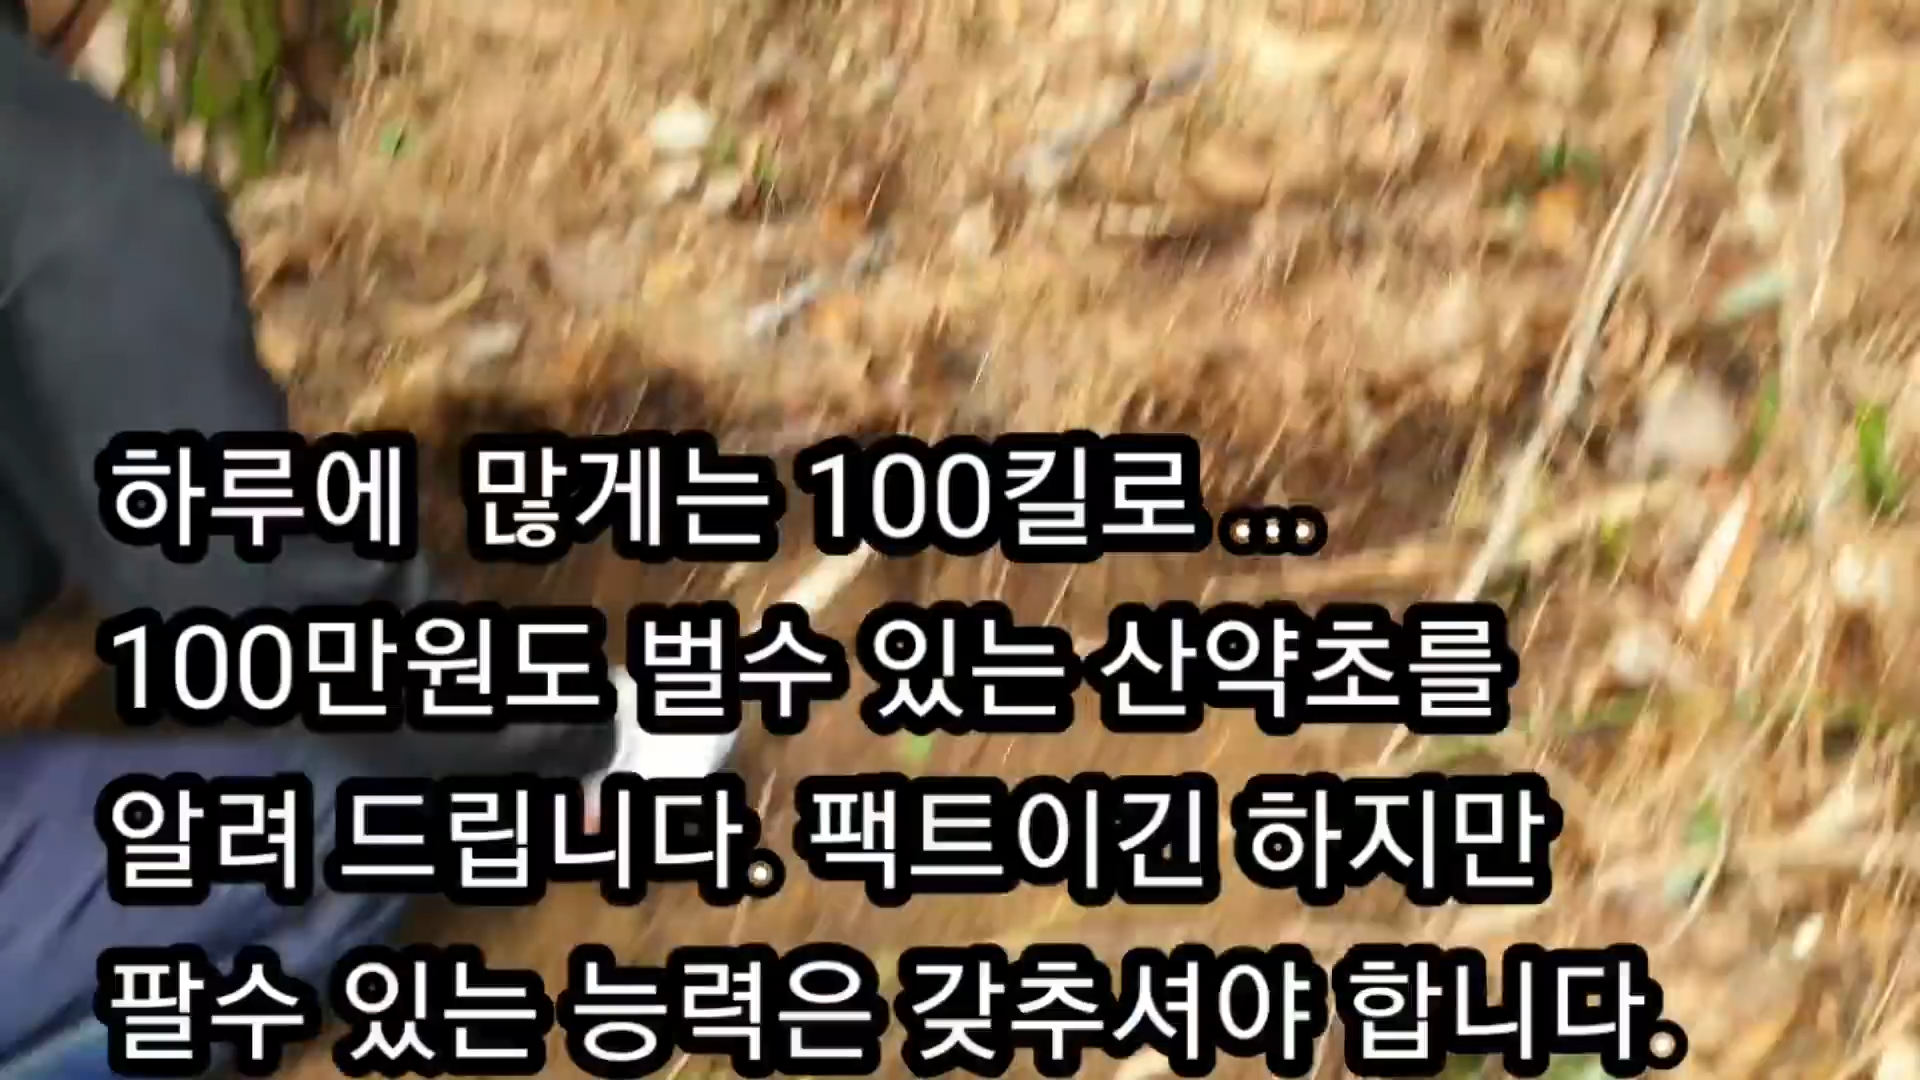 하루에 많게는 100킬로 ...
100만원도 벌수 있는 산약초를
알려 드립니다. 팩트이긴 하지만
팔수 있는 능력은 갖추셔야 합니다.